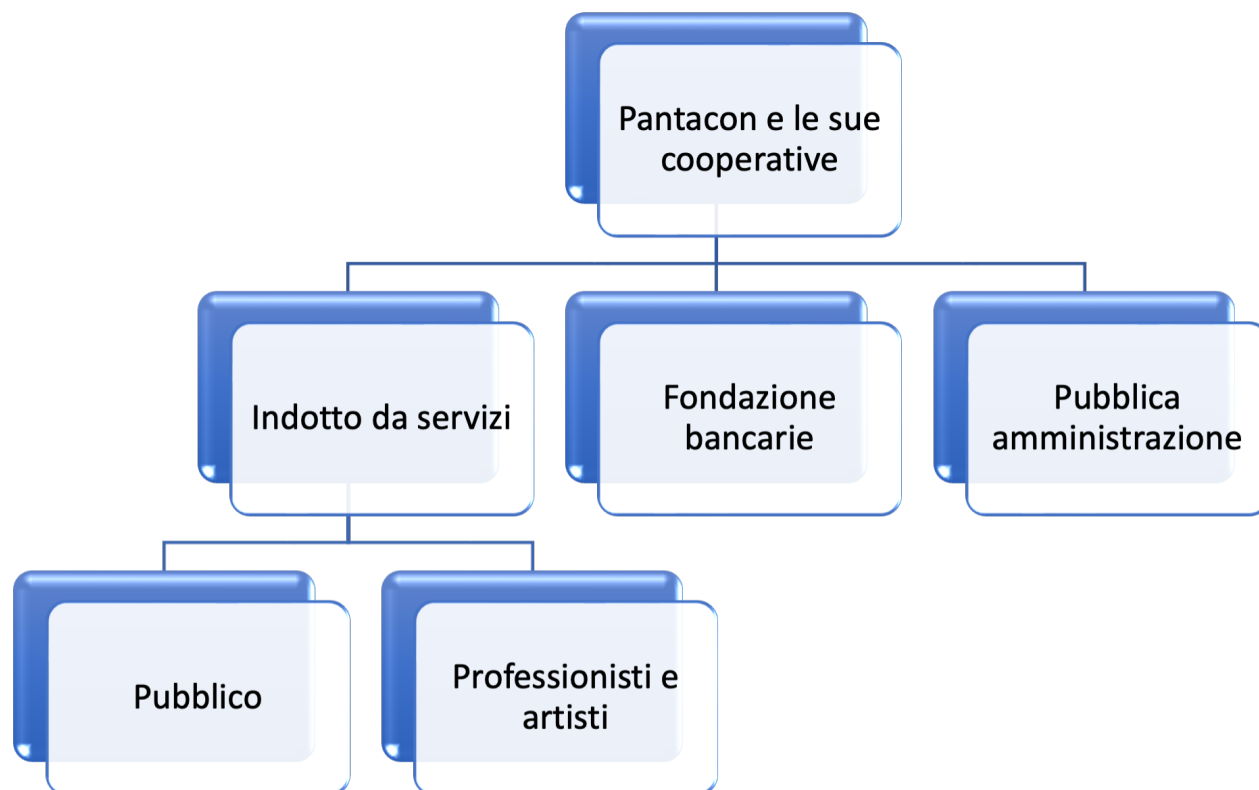 Pantacon e le sue
cooperative
Indotto da servizi
Fondazione
bancarie
Pubblica
amministrazione
Pubblico
Professionisti e
artisti